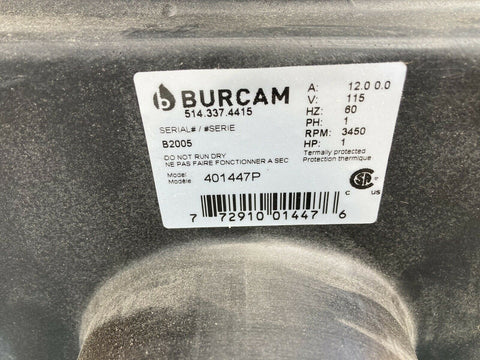 BURCAM
514.337.4415
SERIAL# / #SERIE
B2005
DO NOT RUN DRY
NE PAS FAIRE FONCTIONNER A SEC
Model
Modèle: 401447P
A: 12.0 0.0
V: 115
HZ: 60
PH: 1
RPM: 3450
HP: 1
Termally protected
Protection thermique
C SA US
7 72910 01447 6